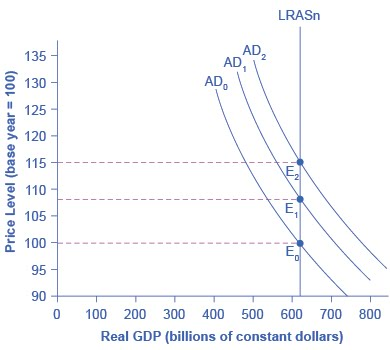 LRASn
AD₂
AD₁
AD₀
135
130
125
120
115
110
105
100
95
90
E₂
E₁
E₀
0 100 200 300 400 500 600 700 800
Price Level (base year = 100)
Real GDP (billions of constant dollars)